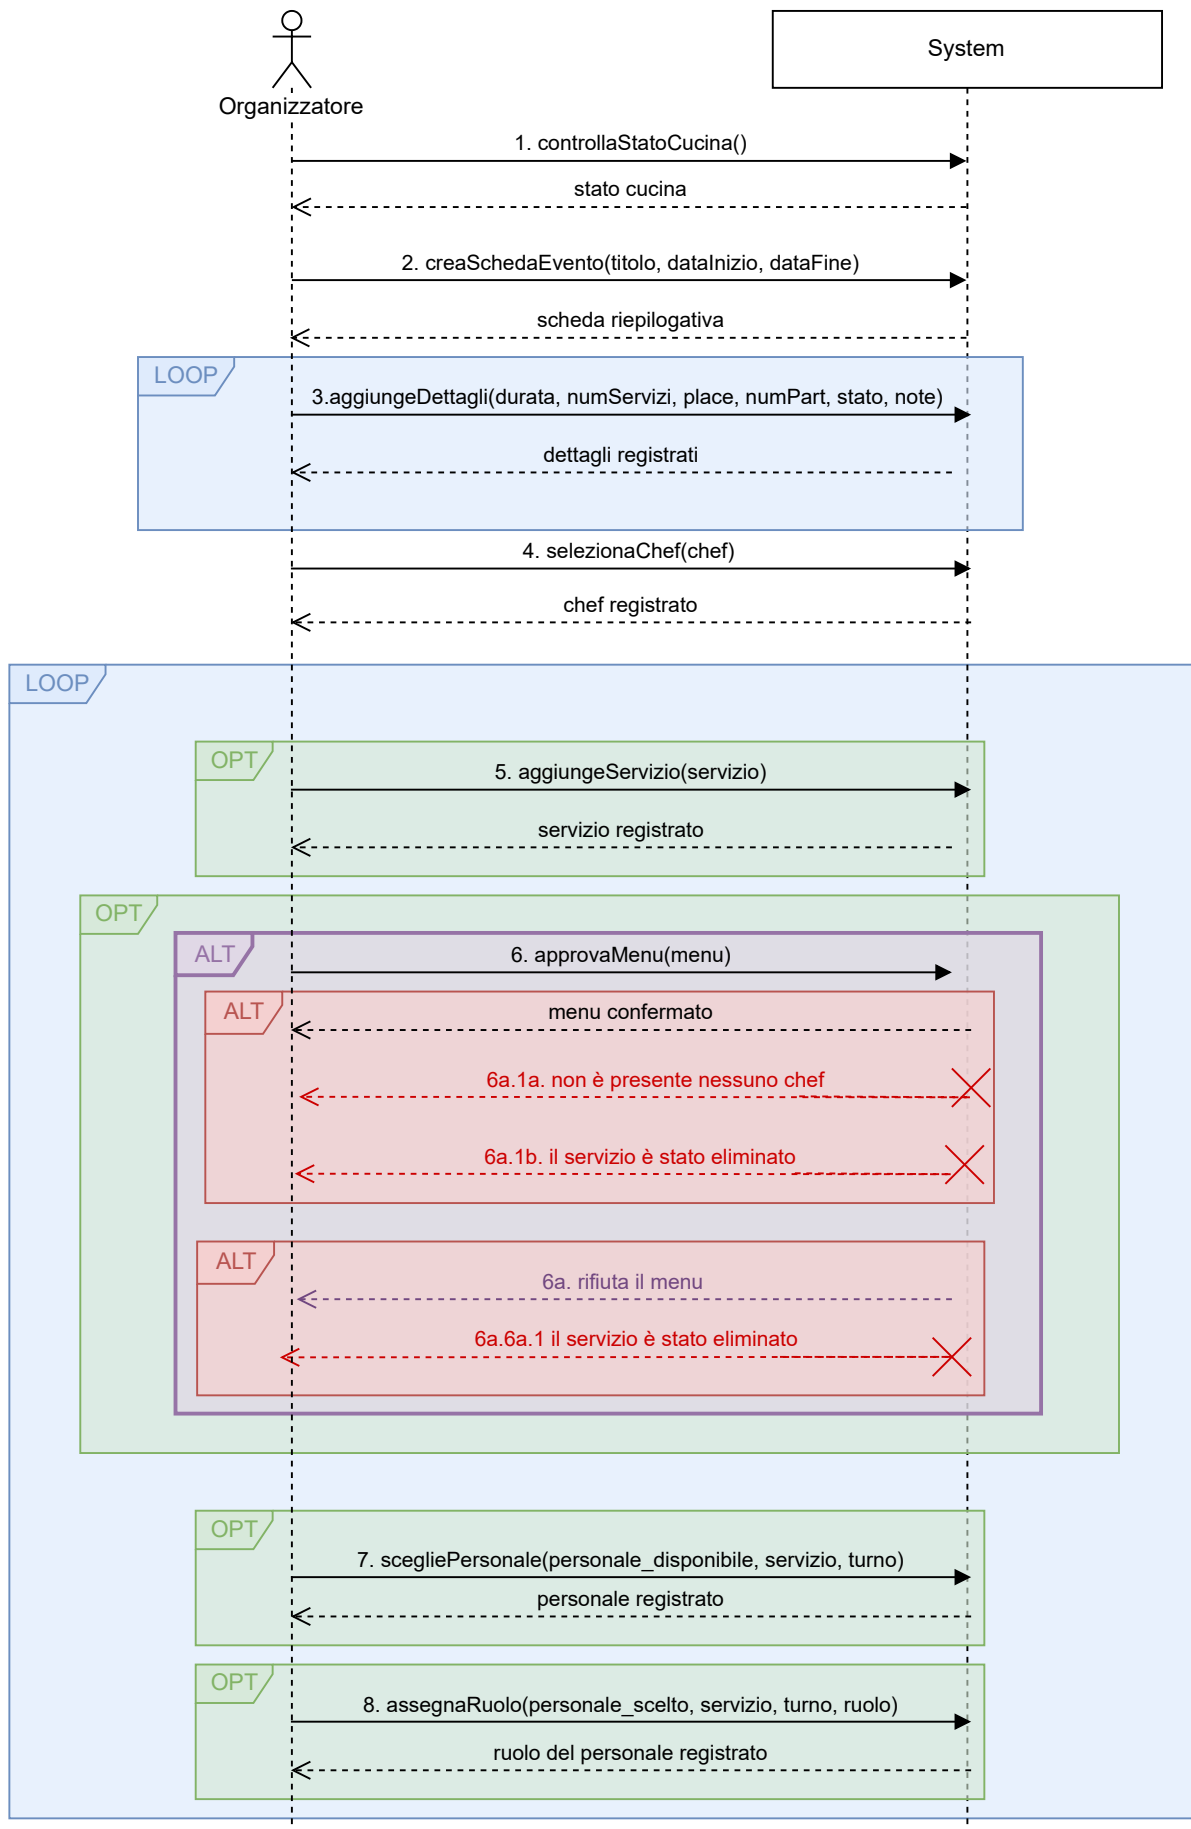 System
Organizzatore
1. controllaStatoCucina()
stato cucina
2. creaSchedaEvento(titolo, dataInizio, dataFine)
scheda riepilogativa
LOOP
3.aggiungeDettagli(durata, numServizi, place, numPart, stato, note)
dettagli registrati
4. selezionaChef(chef)
chef registrato
LOOP
OPT
5. aggiungeServizio(servizio)
servizio registrato
OPT
ALT
6. approvaMenu(menu)
ALT
menu confermato
6a.1a. non è presente nessuno chef
6a.1b. il servizio è stato eliminato
ALT
6a. rifiuta il menu
6a.6a.1 il servizio è stato eliminato
OPT
7. scegliePersonale(personale_disponibile, servizio, turno)
personale registrato
OPT
8. assegnaRuolo(personale_scelto, servizio, turno, ruolo)
ruolo del personale registrato